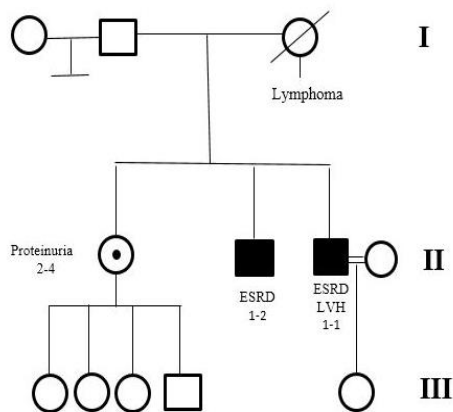 I
Lymphoma
Proteinuria
2-4
II
ESRD
1-2
ESRD
LVH
1-1
III